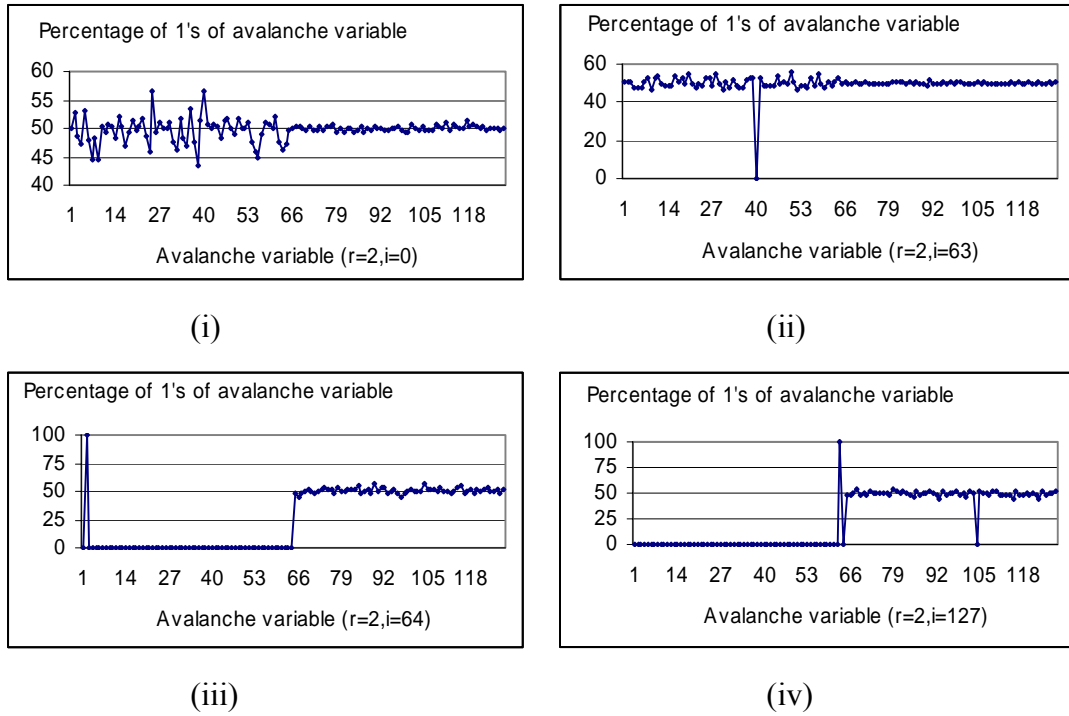 Percentage of 1's of avalanche variable
60
55
50
45
40
1 14 27 40 53 66 79 92 105 118
Avalanche variable (r=2,i=0)
(i)
Percentage of 1's of avalanche variable
60
40
20
0
1 14 27 40 53 66 79 92 105 118
Avalanche variable (r=2,i=63)
(ii)
Percentage of 1's of avalanche variable
100
75
50
25
0
1 14 27 40 53 66 79 92 105 118
Avalanche variable (r=2,i=64)
(iii)
Percentage of 1's of avalanche variable
100
75
50
25
0
1 14 27 40 53 66 79 92 105 118
Avalanche variable (r=2,i=127)
(iv)